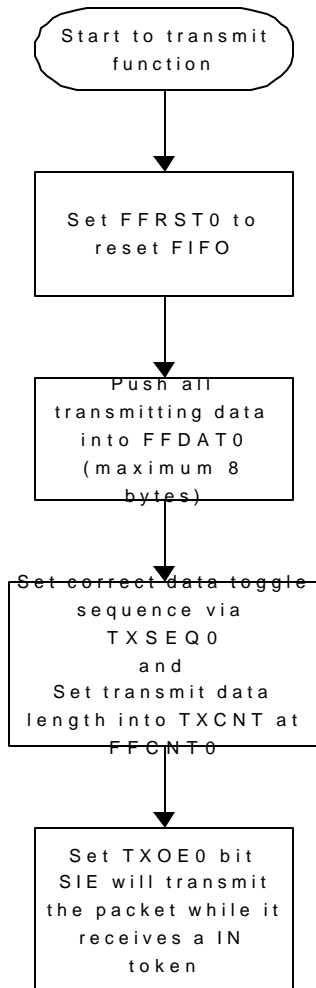 Start to transmit
function
Set FFRST0 to
reset FIFO
Push all
transmitting data
into FFDAT0
(maximum 8
bytes)
Set correct data toggle
sequence via
TXSEQ0
and
Set transmit data
length into TXCNT at
FFCNT0
Set TXOE0 bit
SIE will transmit
the packet while it
receives a IN
token